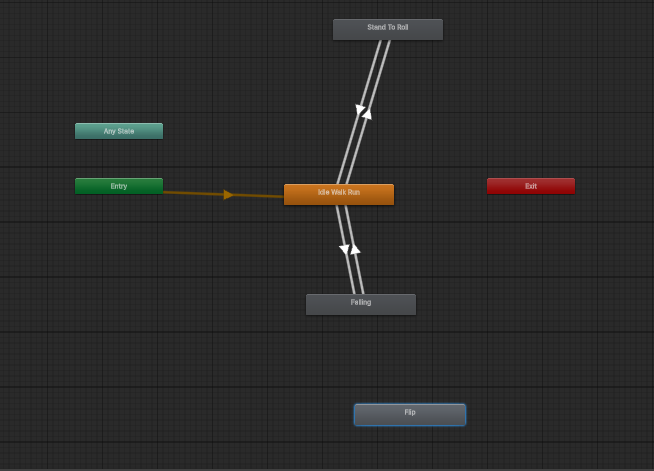 Stand To Roll
Any State
Entry
Idle Walk Run
Exit
Falling
Flip